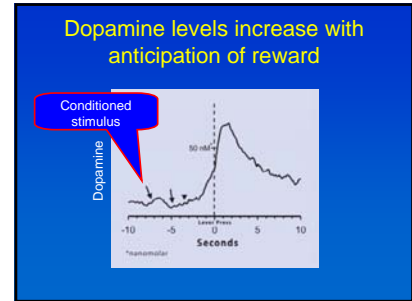 Dopamine levels increase with
anticipation of reward
Conditioned
stimulus
Dopamine
50 nM*
-10
-5
0
5
10
Lever Press
Seconds
*nanomolar